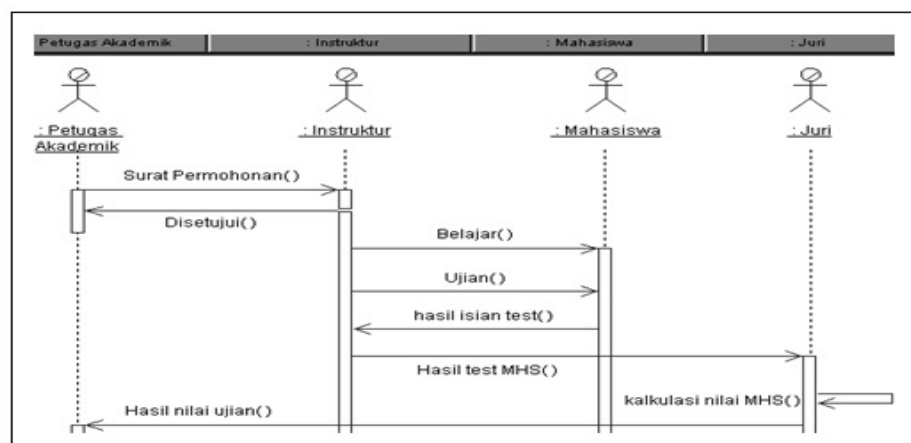 Petugas Akademik : Instruktur : Mahasiswa : Juri
: Petugas Akademik
: Instruktur
: Mahasiswa
: Juri
Surat Permohonan()
Disetujui()
Belajar()
Ujian()
hasil isian test()
Hasil test MHS()
kalkulasi nilai MHS()
Hasil nilai ujian()